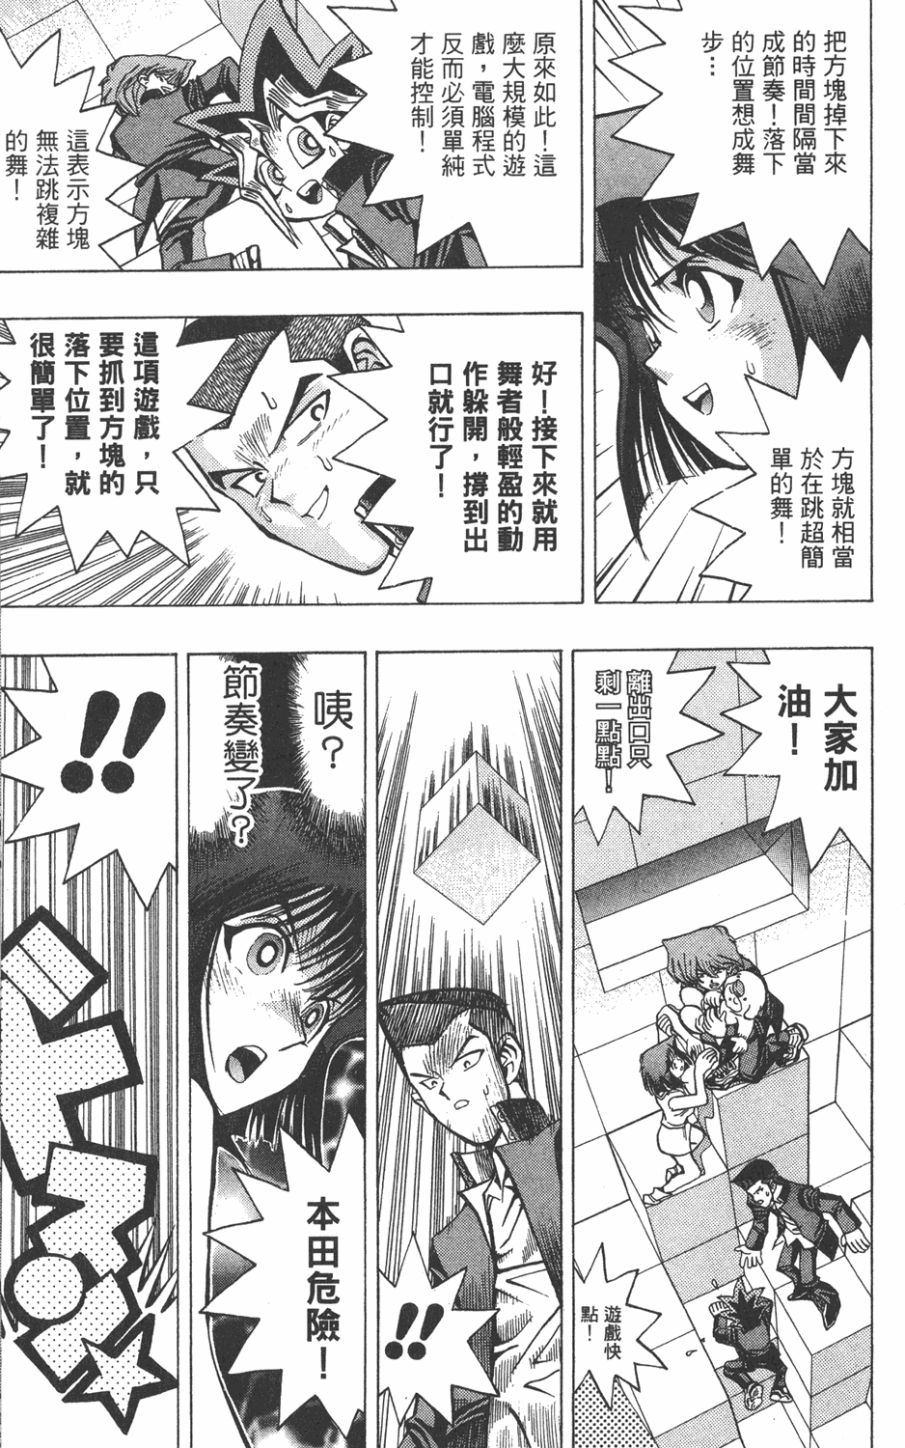 把方塊掉下來
的時間間隔當
成節奏！落下
的位置想成舞
步…
方塊就相當
於在跳超簡
單的舞！
原來如此！這
麼大規模的遊
戲，電腦程式
反而必須單純
才能控制！
這表示方塊
無法跳複雜
的舞！
好！接下來就用
舞者般輕盈的動
作躲開，撐到出
口就行了！
這項遊戲，只
要抓到方塊的
落下位置，就
很簡單了！
大家加
油！
離出口只
剩一點點！
遊戲快
點！
!!
咦？
節奏變了？
本田危險！
!!